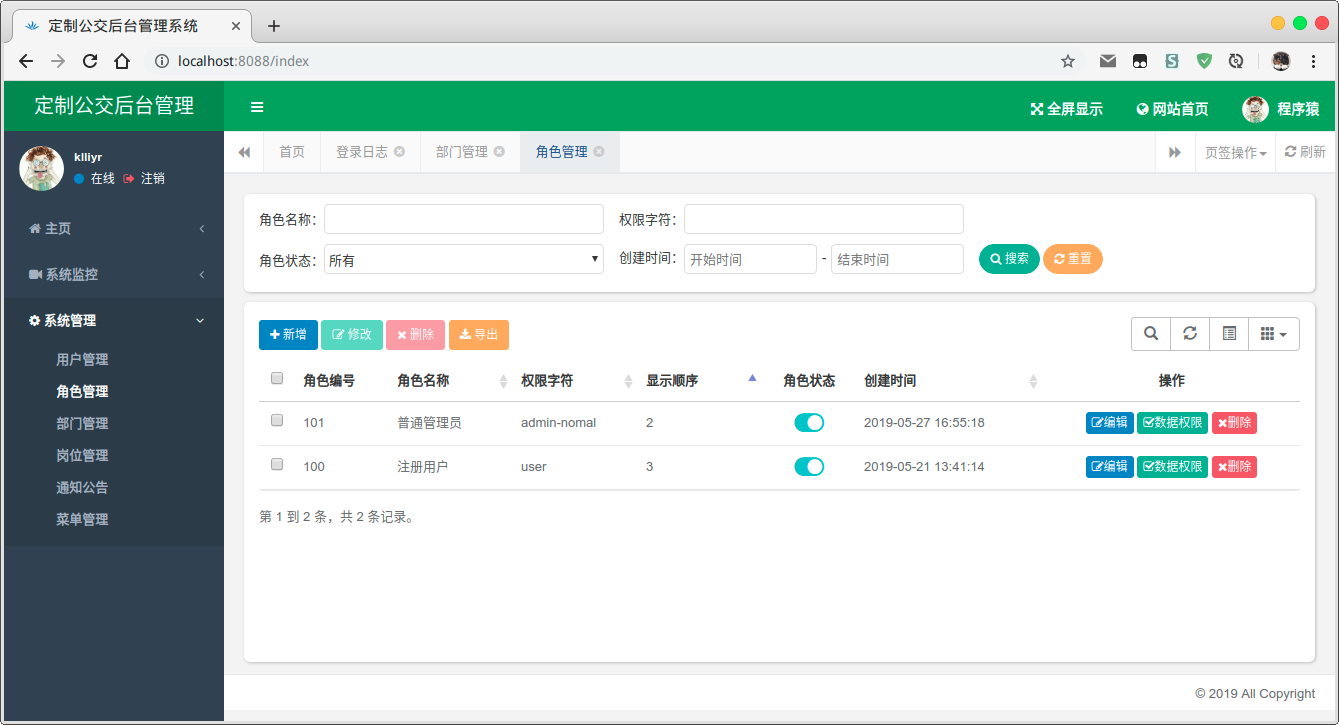 定制公交后台管理系统
localhost:8088/index
定制公交后台管理
全屏显示 网站首页 程序猿
klliyr
在线 注销
首页 登录日志 部门管理 角色管理 页签操作 刷新
主页
系统监控
系统管理
用户管理
角色管理
部门管理
岗位管理
通知公告
菜单管理
角色名称： 权限字符：
角色状态： 所有 创建时间： 开始时间 - 结束时间 搜索 重置
新增 修改 删除 导出
角色编号 角色名称 权限字符 显示顺序 角色状态 创建时间 操作
101 普通管理员 admin-nomal 2 2019-05-27 16:55:18 编辑 数据权限 删除
100 注册用户 user 3 2019-05-21 13:41:14 编辑 数据权限 删除
第 1 到 2 条，共 2 条记录。
© 2019 All Copyright